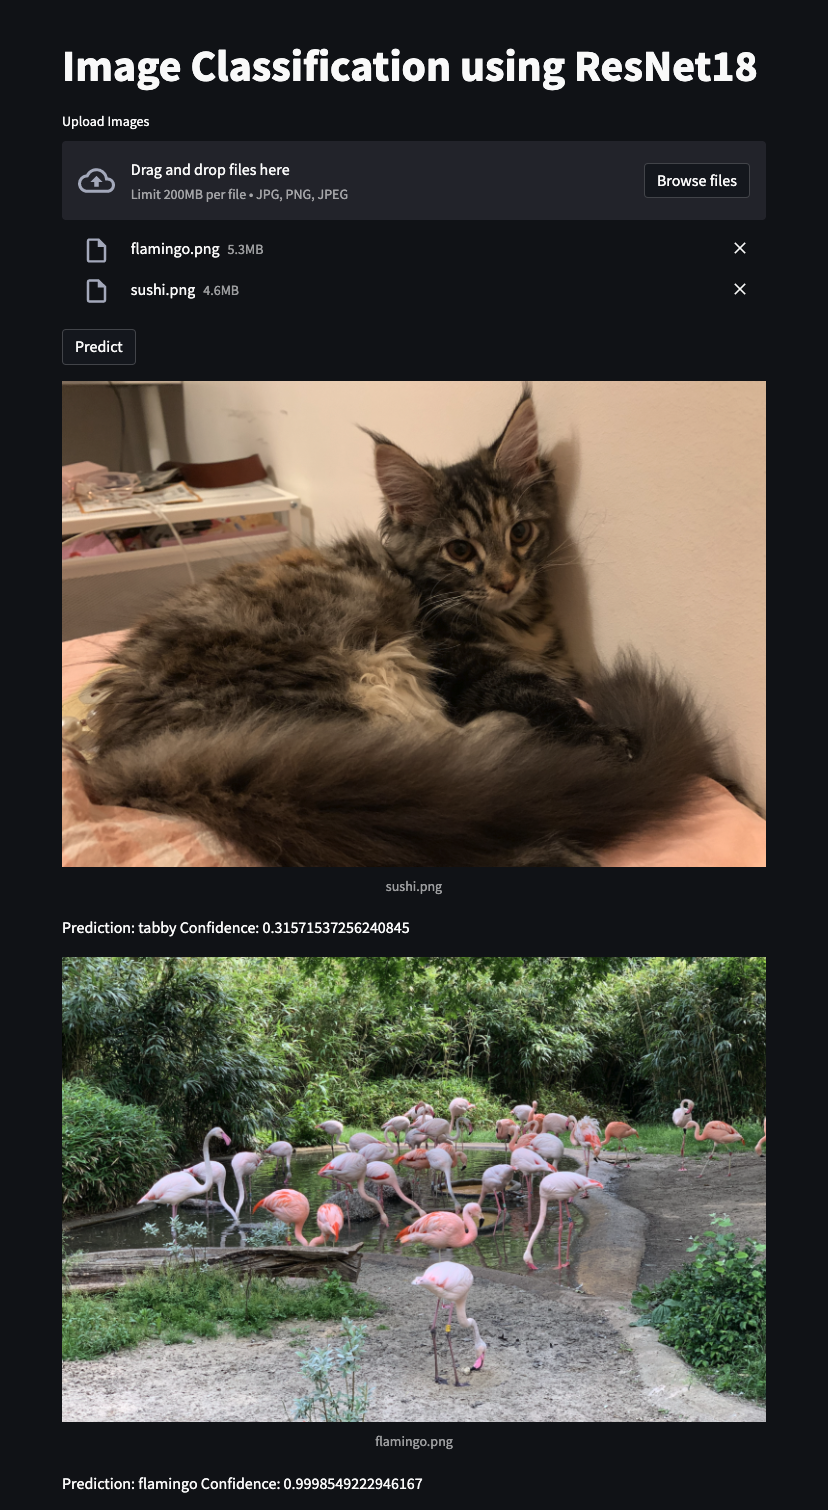 Image Classification using ResNet18
Upload Images
Drag and drop files here
Limit 200MB per file • JPG, PNG, JPEG
Browse files
flamingo.png 5.3MB
sushi.png 4.6MB
Predict
sushi.png
Prediction: tabby Confidence: 0.31571537256240845
flamingo.png
Prediction: flamingo Confidence: 0.9998549222946167